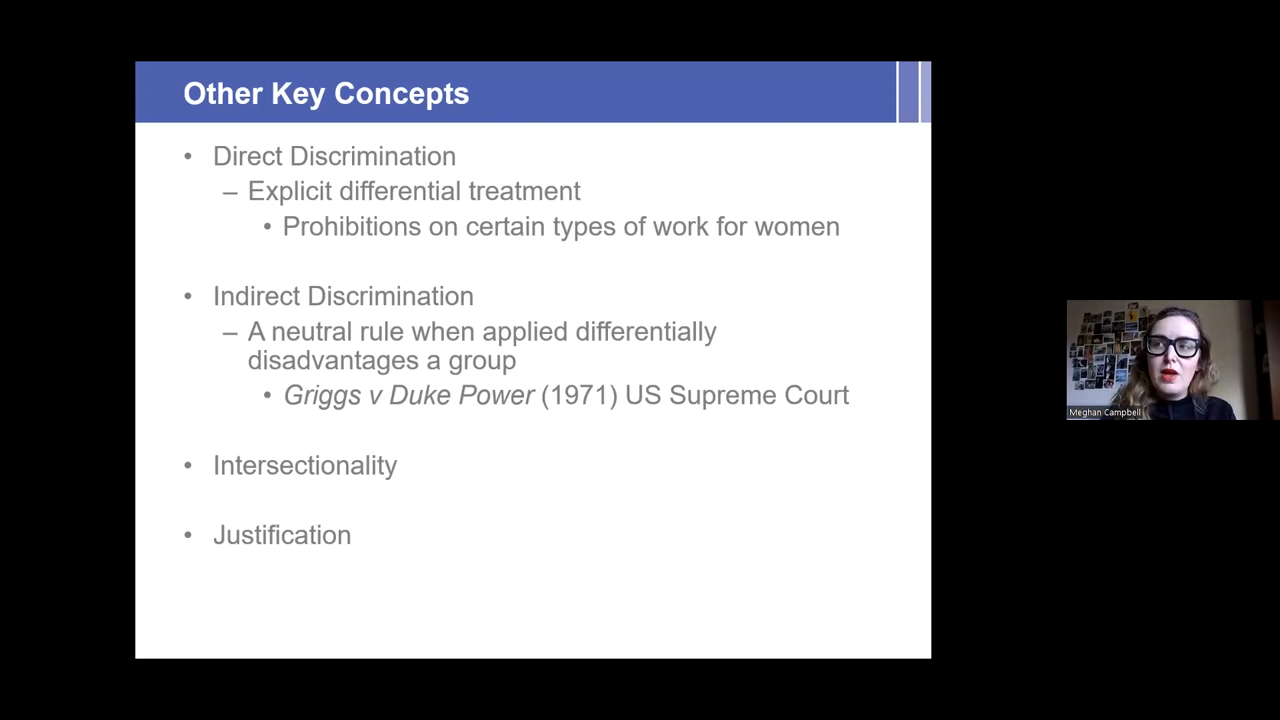 Other Key Concepts
• Direct Discrimination
– Explicit differential treatment
• Prohibitions on certain types of work for women
• Indirect Discrimination
– A neutral rule when applied differentially
disadvantages a group
• Griggs v Duke Power (1971) US Supreme Court
• Intersectionality
• Justification
Meghan Campbell